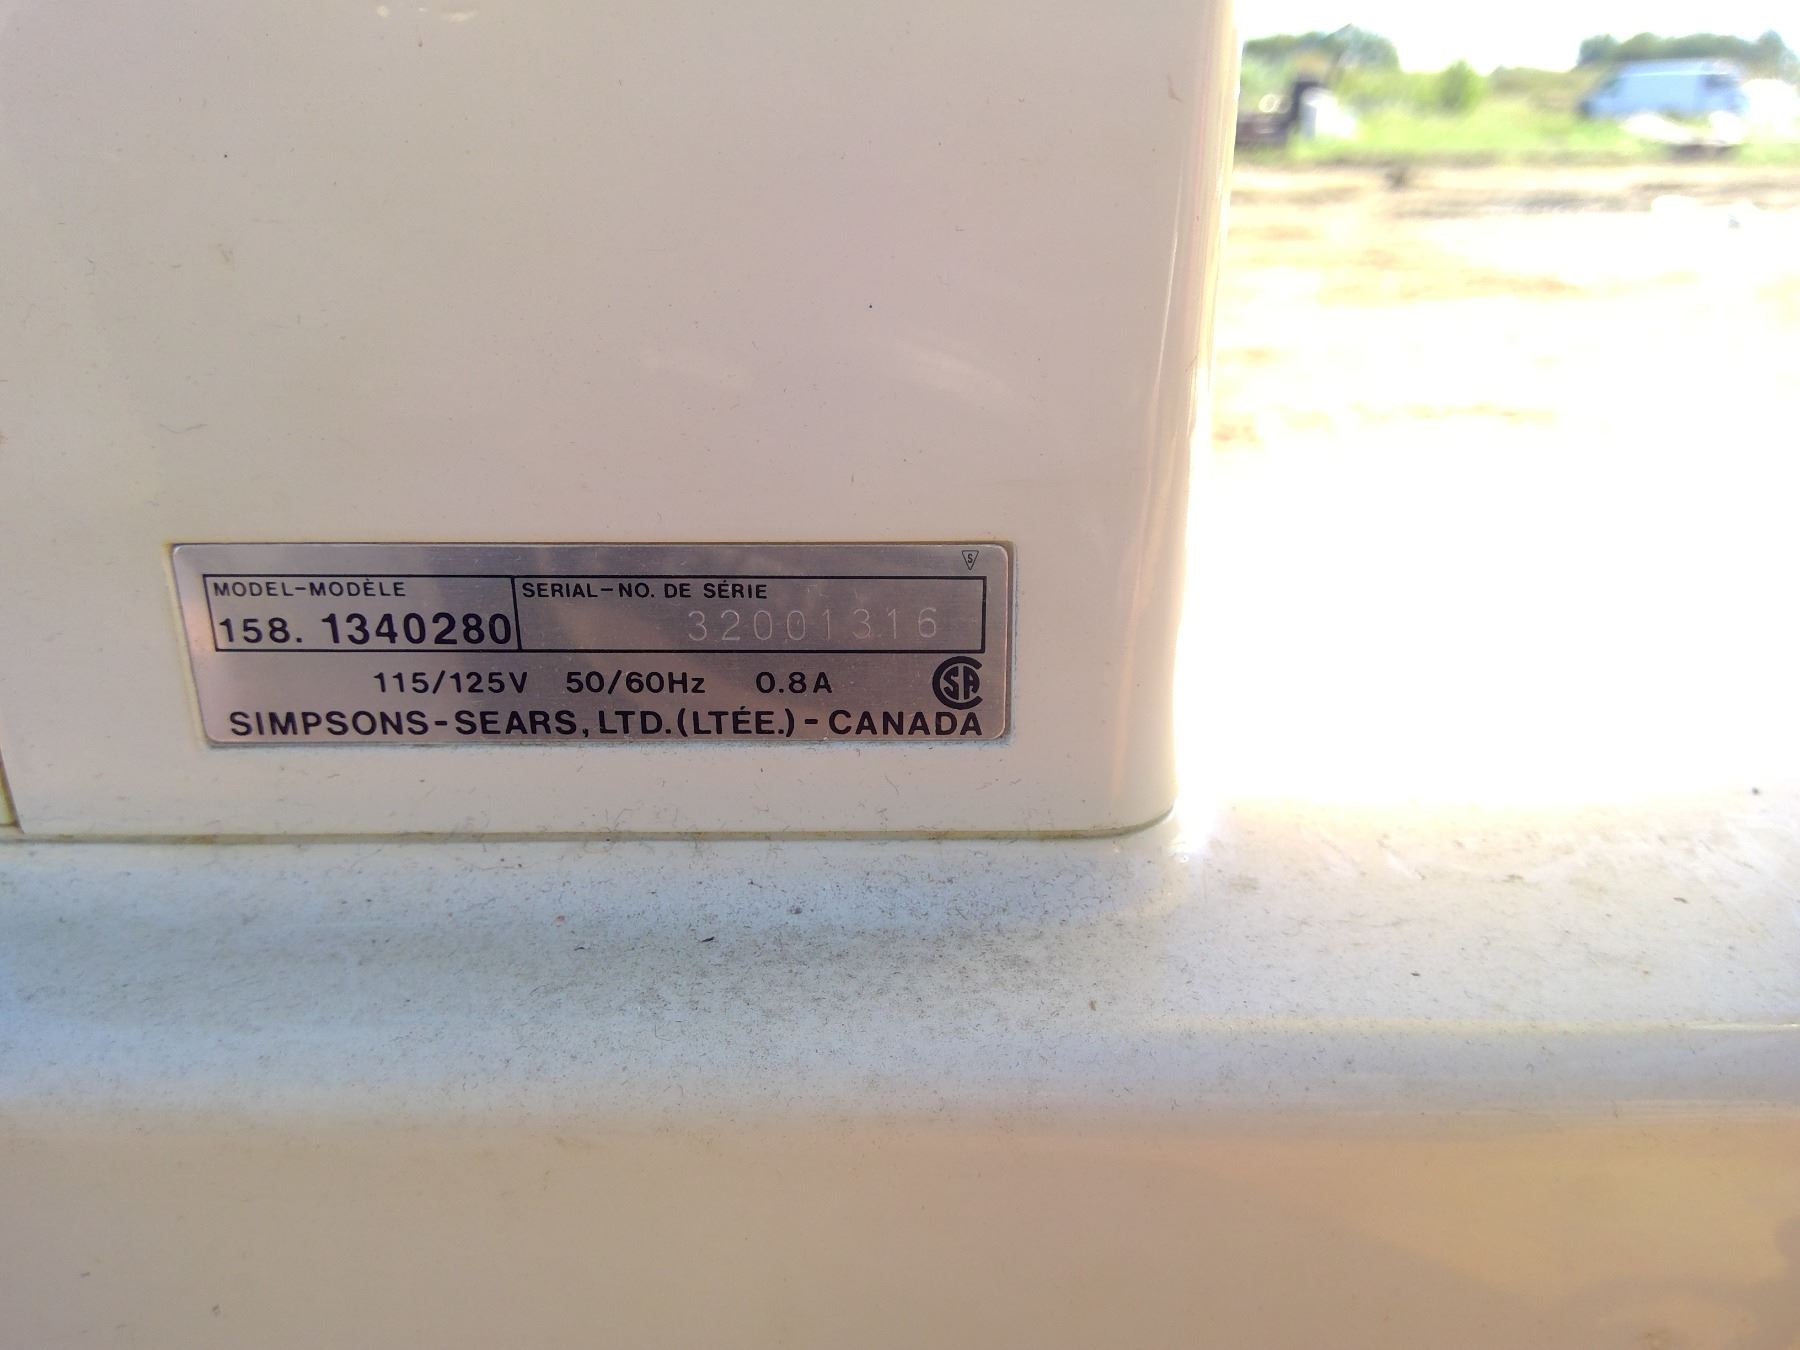 S
MODEL-MODÈLE SERIAL-NO. DE SÉRIE
158. 1340280 32001316
115/125V 50/60Hz 0.8A
SA
SIMPSONS-SEARS, LTD. (LTÉE.) - CANADA